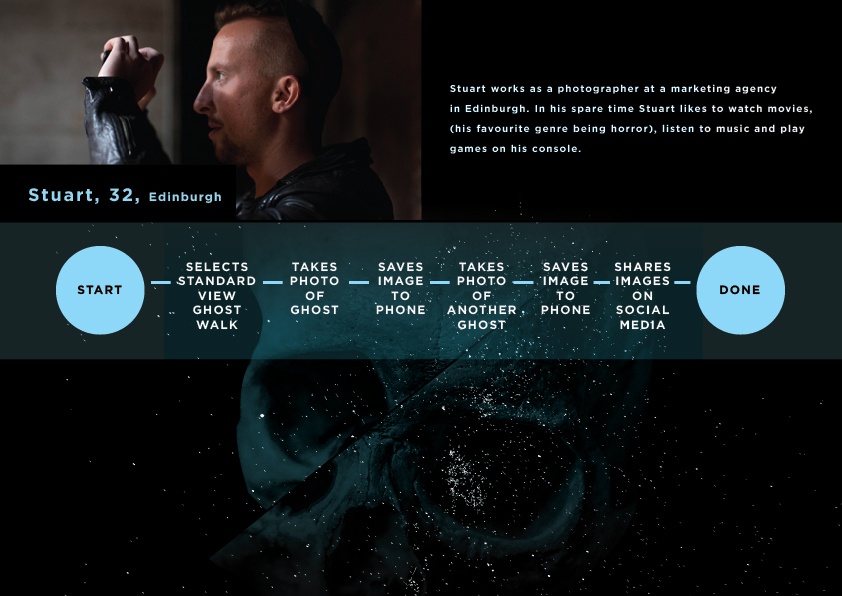 Stuart works as a photographer at a marketing agency
in Edinburgh. In his spare time Stuart likes to watch movies,
(his favourite genre being horror), listen to music and play
games on his console.
Stuart, 32, Edinburgh
START
SELECTS
STANDARD
VIEW
GHOST
WALK
TAKES
PHOTO
OF
GHOST
SAVES
IMAGE
TO
PHONE
TAKES
PHOTO
OF
ANOTHER
GHOST
SAVES
IMAGE
TO
PHONE
SHARES
IMAGES
ON
SOCIAL
MEDIA
DONE